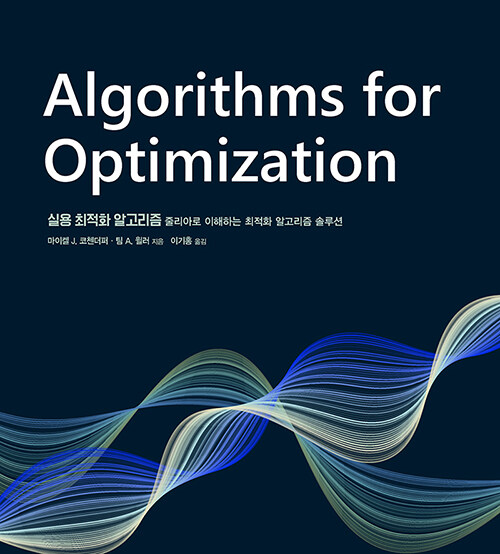 Algorithms for
Optimization
실용 최적화 알고리즘 줄리아로 이해하는 최적화 알고리즘 솔루션
마이켈 J. 코첸더퍼 · 팀 A. 윌러 지음 이기홍 옮김